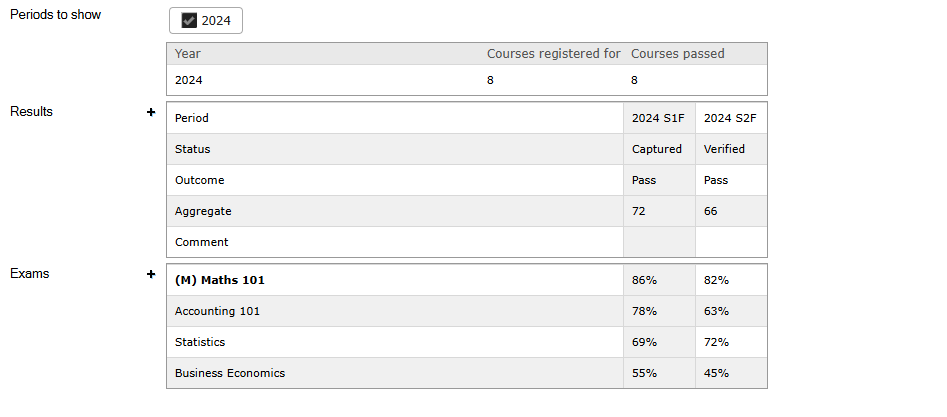 Periods to show
2024
Year Courses registered for Courses passed
2024 8 8
Results + Period 2024 S1F 2024 S2F
Status Captured Verified
Outcome Pass Pass
Aggregate 72 66
Comment
Exams + (M) Maths 101 86% 82%
Accounting 101 78% 63%
Statistics 69% 72%
Business Economics 55% 45%